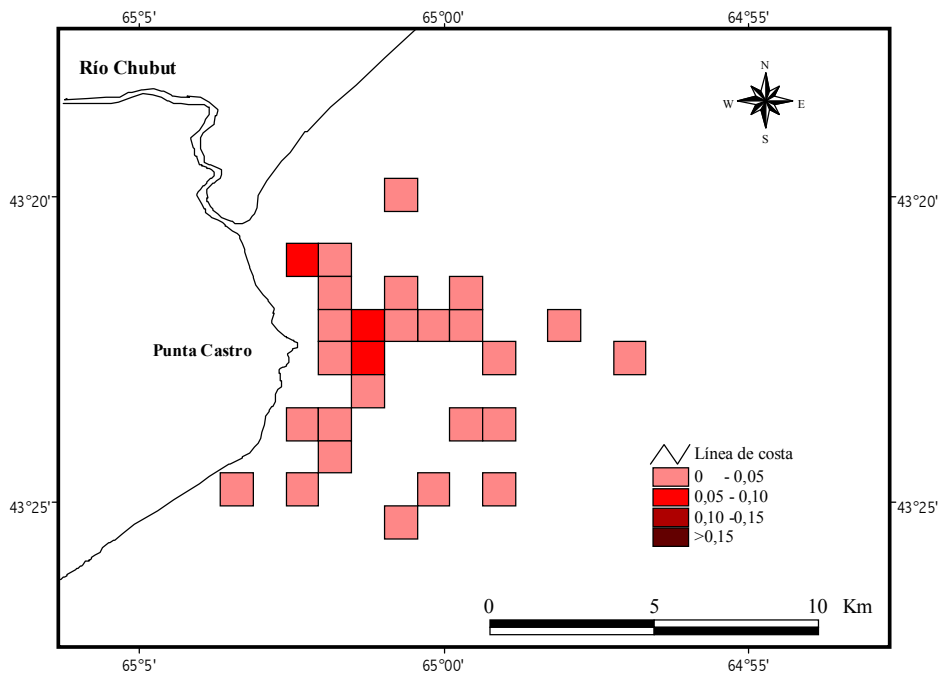 65°5' 65°00' 64°55'
Río Chubut
N
W E
S
43°20' 43°20'
Punta Castro
Línea de costa
0 - 0,05
0,05 - 0,10
0,10 -0,15
>0,15
43°25' 43°25'
0 5 10 Km
65°5' 65°00' 64°55'